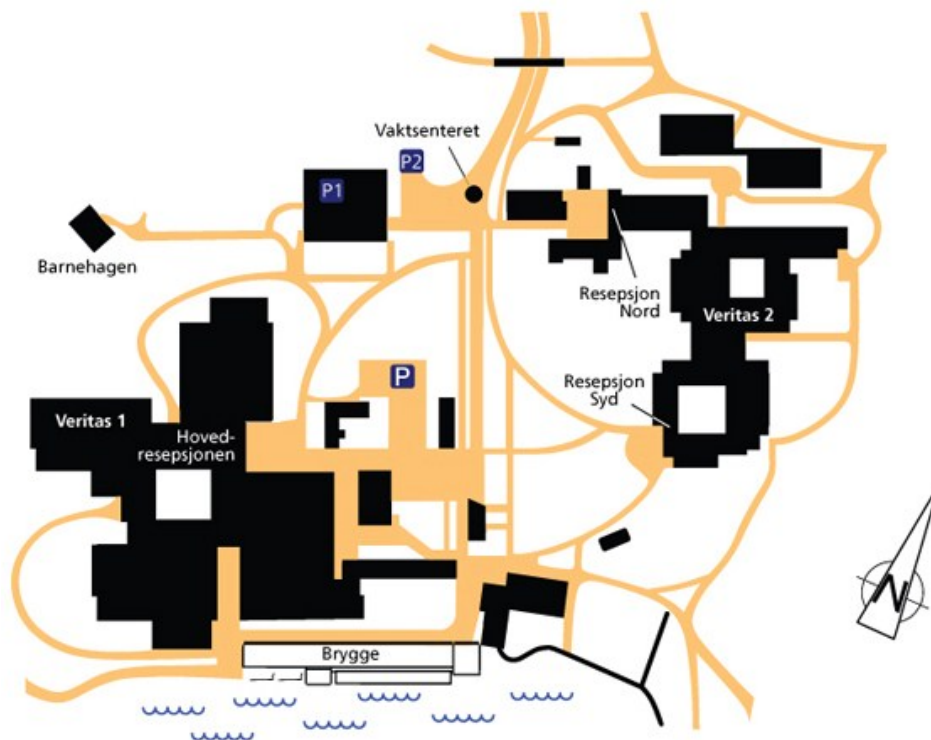 Vaktsenteret
P2
P1
Barnehagen
Resepsjon
Nord
Veritas 2
P
Resepsjon
Syd
Veritas 1
Hoved-
resepsjonen
N
Brygge